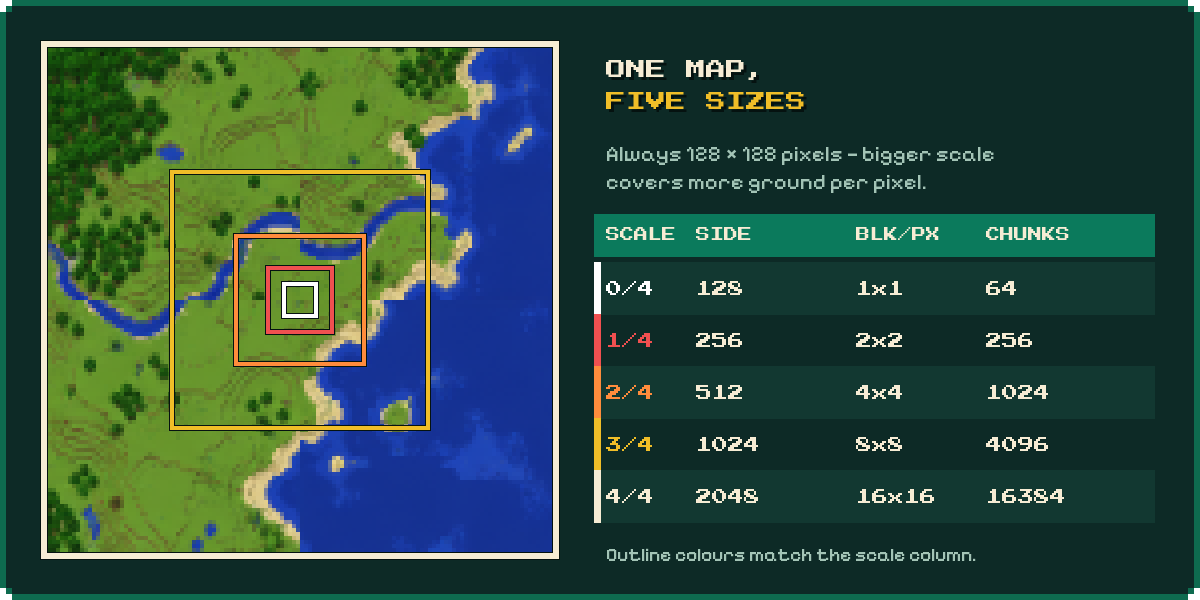 ONE MAP,
FIVE SIZES
Always 128 × 128 pixels – bigger scale
covers more ground per pixel.
SCALE SIDE BLK/PX CHUNKS
0/4 128 1x1 64
1/4 256 2x2 256
2/4 512 4x4 1024
3/4 1024 8x8 4096
4/4 2048 16x16 16384
Outline colours match the scale column.